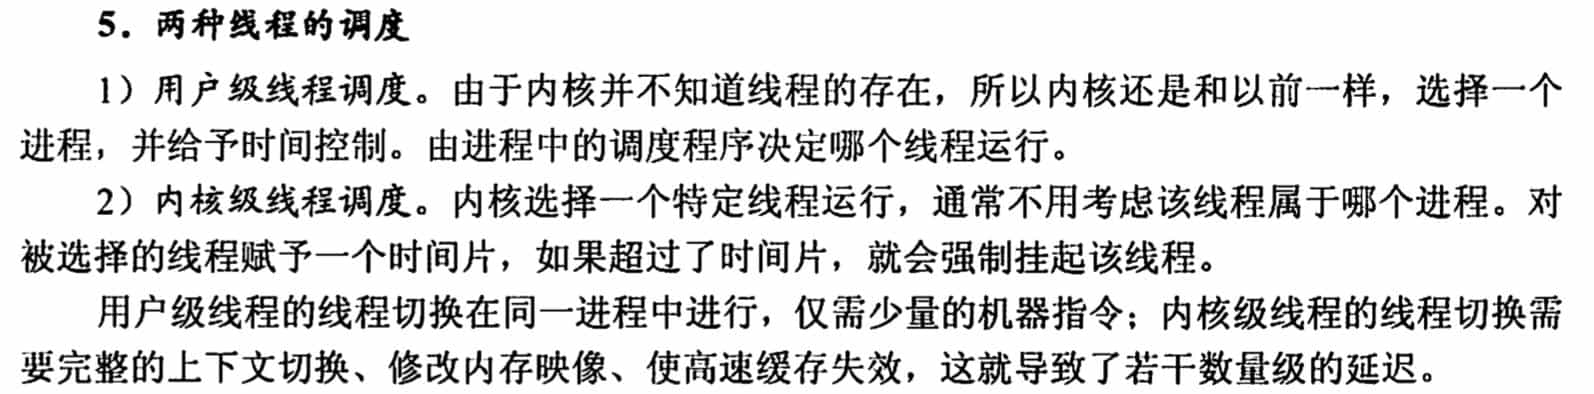 5. 两种线程的调度
1）用户级线程调度。由于内核并不知道线程的存在，所以内核还是和以前一样，选择一个
进程，并给予时间控制。由进程中的调度程序决定哪个线程运行。
2）内核级线程调度。内核选择一个特定线程运行，通常不用考虑该线程属于哪个进程。对
被选择的线程赋予一个时间片，如果超过了时间片，就会强制挂起该线程。
用户级线程的线程切换在同一进程中进行，仅需少量的机器指令；内核级线程的线程切换需
要完整的上下文切换、修改内存映像、使高速缓存失效，这就导致了若干数量级的延迟。